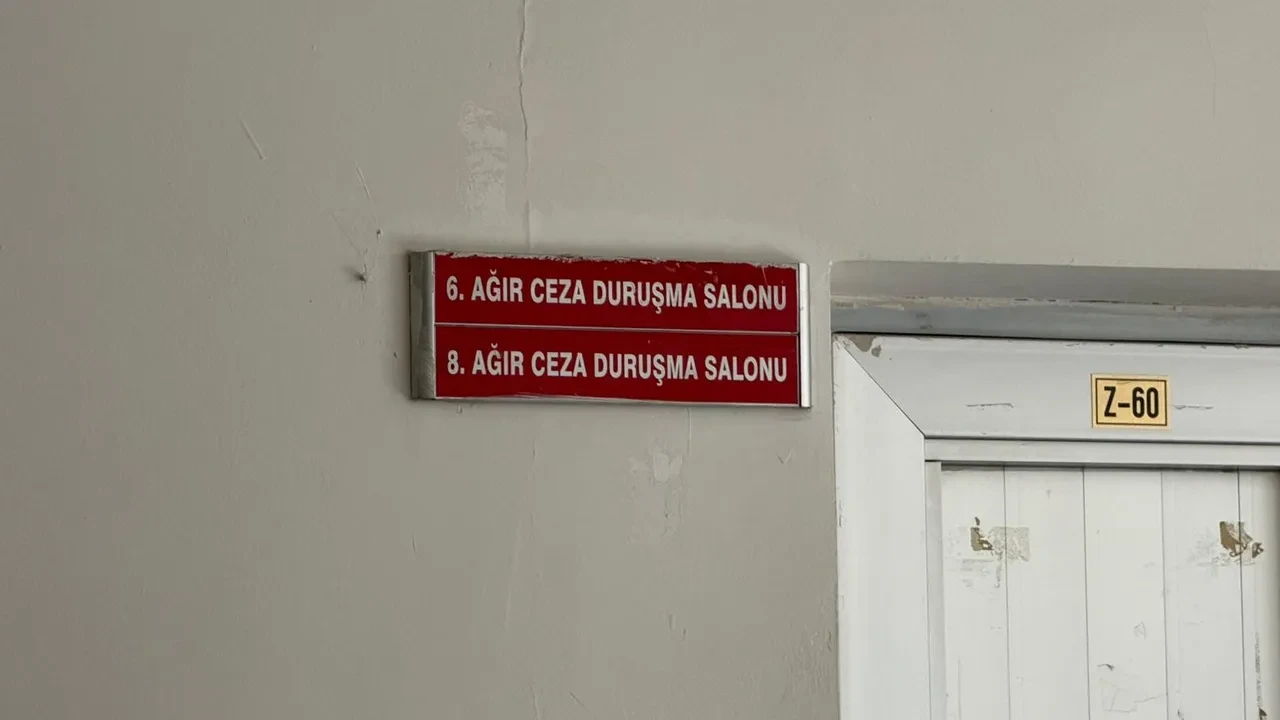 6. AĞIR CEZA DURUŞMA SALONU
8. AĞIR CEZA DURUŞMA SALONU
Z-60